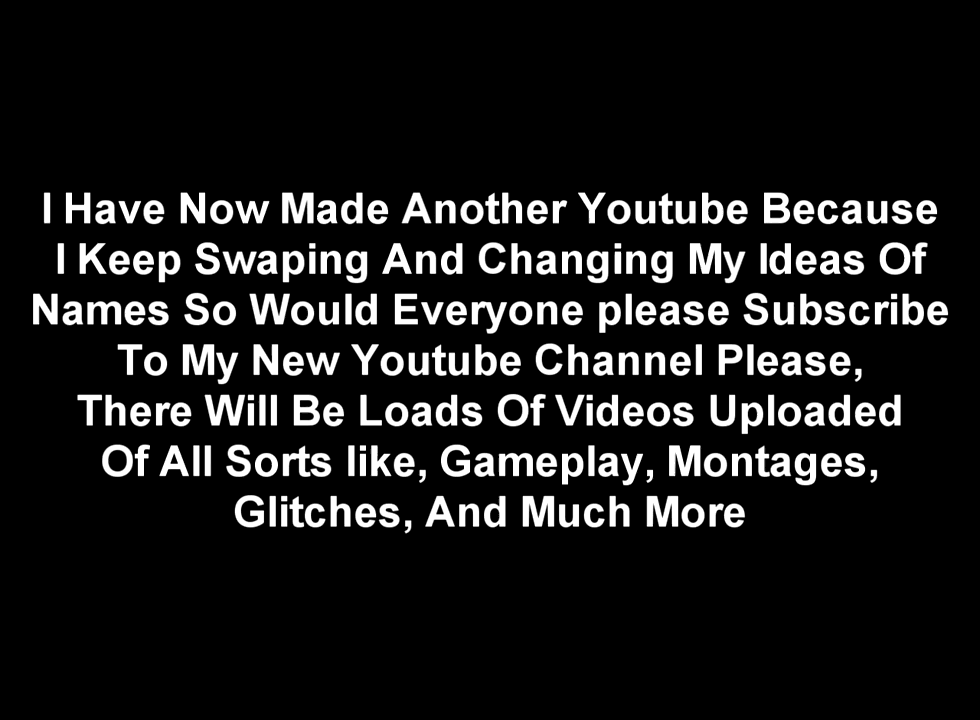 I Have Now Made Another Youtube Because
I Keep Swaping And Changing My Ideas Of
Names So Would Everyone please Subscribe
To My New Youtube Channel Please,
There Will Be Loads Of Videos Uploaded
Of All Sorts like, Gameplay, Montages,
Glitches, And Much More